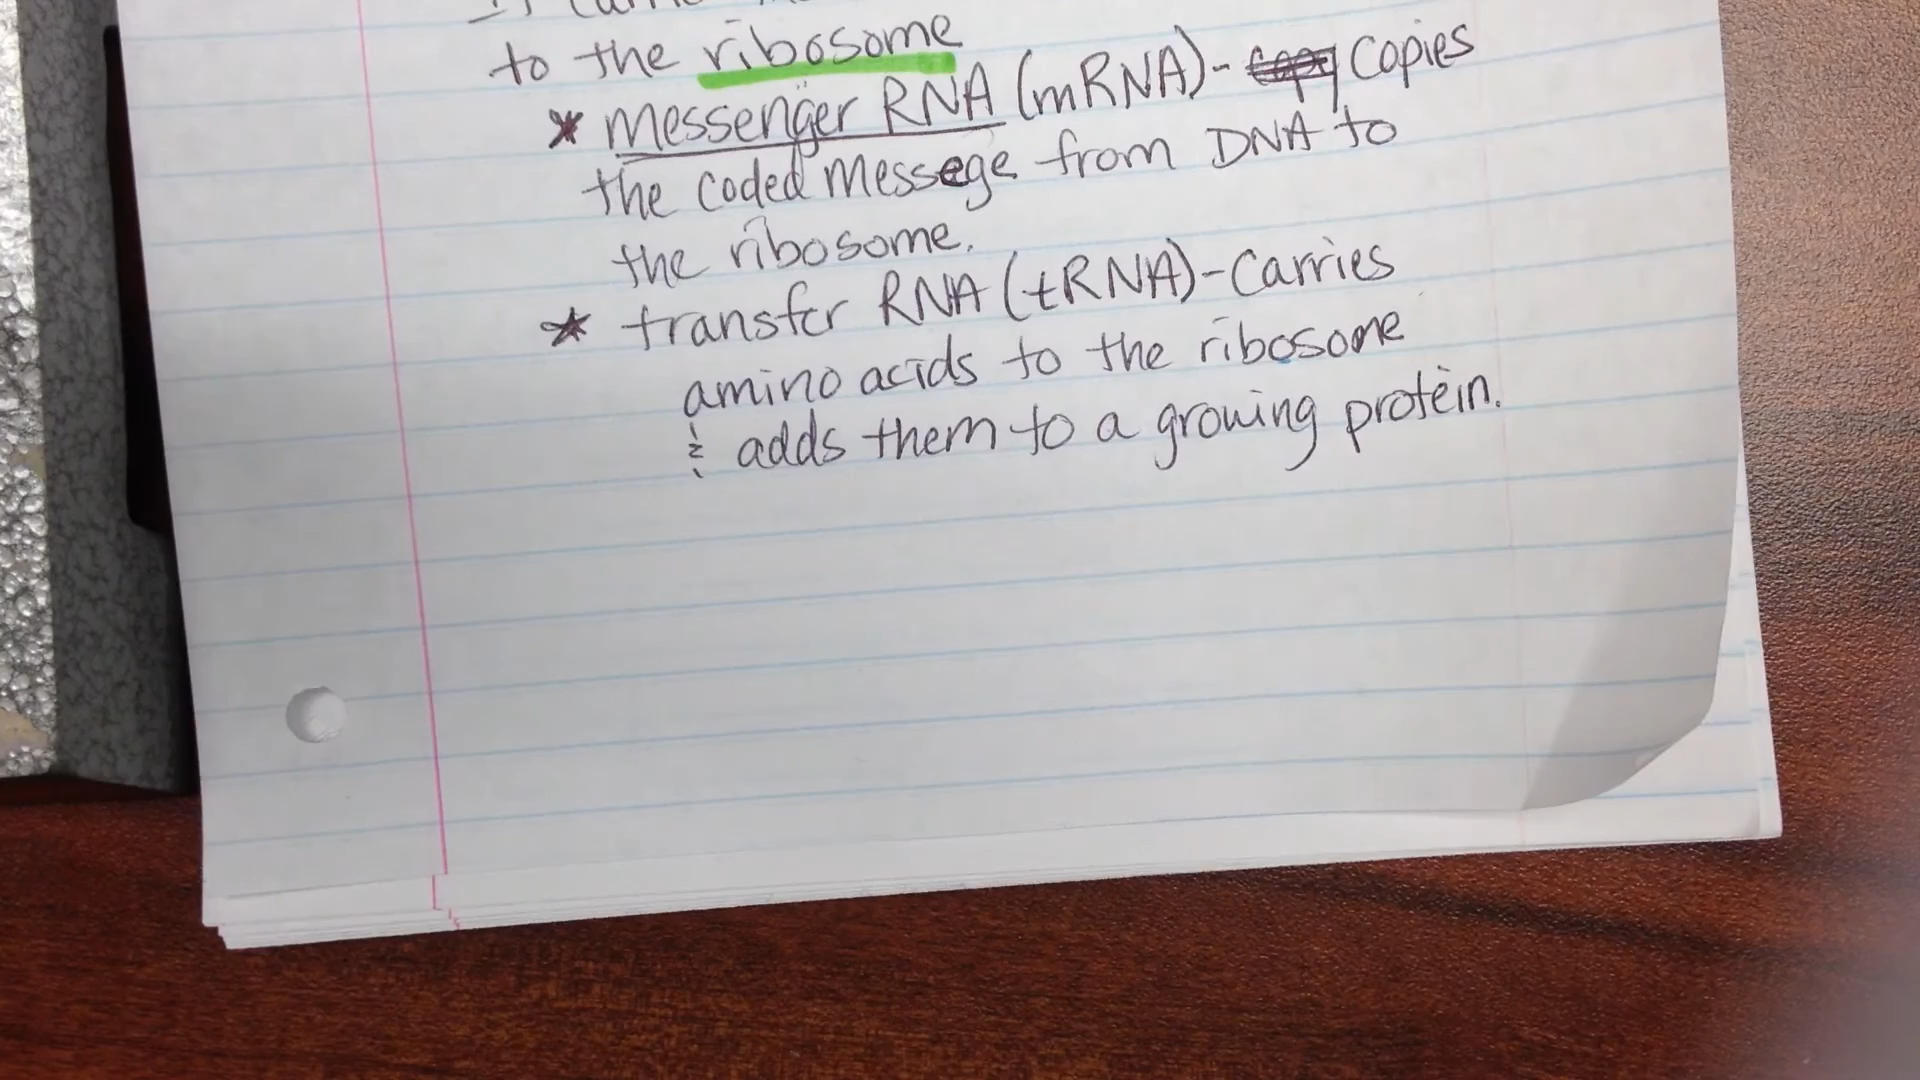 to the ribosome
* messenger RNA (mRNA)- Copies
the coded messege from DNA to
the ribosome.
* transfer RNA (tRNA)-Carries
amino acids to the ribosome
& adds them to a growing protein.